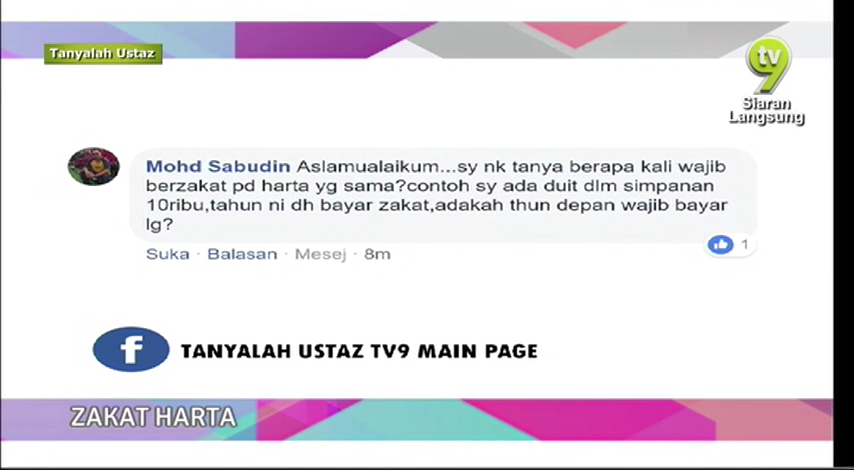 Tanyalah Ustaz
tv
9
Siaran
Langsung
Mohd Sabudin Aslamualaikum...sy nk tanya berapa kali wajib
berzakat pd harta yg sama?contoh sy ada duit dlm simpanan
10ribu,tahun ni dh bayar zakat,adakah thun depan wajib bayar
lg?
1
Suka · Balasan · Mesej · 8m
f TANYALAH USTAZ TV9 MAIN PAGE
ZAKAT HARTA